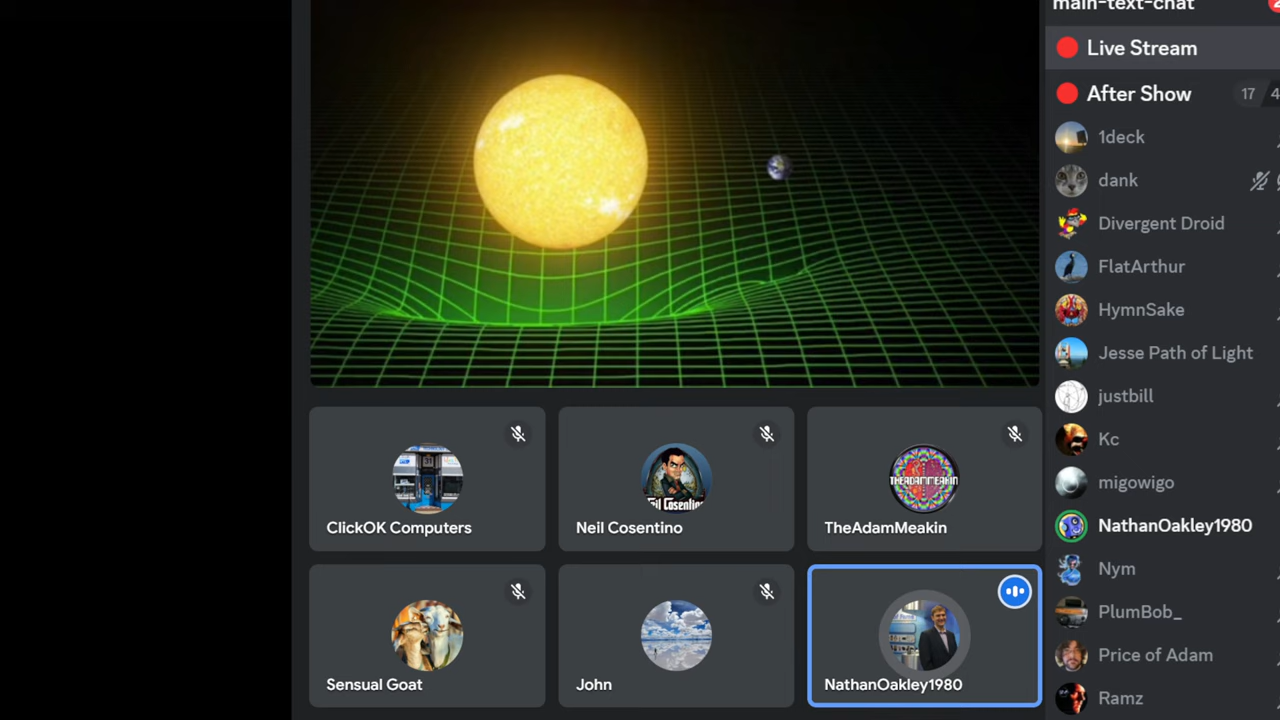 main-text-chat
Live Stream
After Show
17
1deck
dank
Divergent Droid
FlatArthur
HymnSake
Jesse Path of Light
justbill
Kc
migowigo
NathanOakley1980
Nym
PlumBob_
Price of Adam
Ramz
ClickOK Computers
Neil Cosentino
THEADAMMEAKIN
TheAdamMeakin
Sensual Goat
John
NathanOakley1980